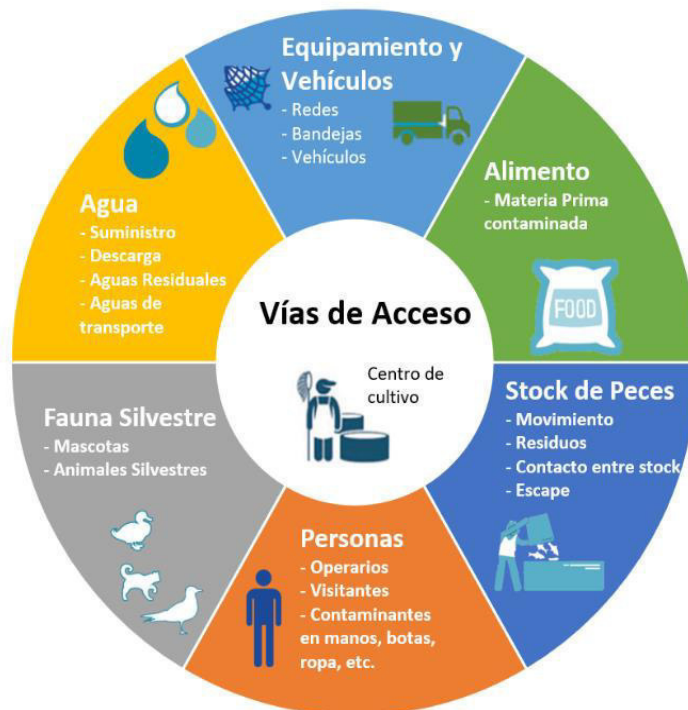 Equipamiento y
Vehículos
- Redes
- Bandejas
- Vehículos
Alimento
- Materia Prima
contaminada
FOOD
Stock de Peces
- Movimiento
- Residuos
- Contacto entre stock
- Escape
Personas
- Operarios
- Visitantes
- Contaminantes
en manos, botas,
ropa, etc.
Fauna Silvestre
- Mascotas
- Animales Silvestres
Agua
- Suministro
- Descarga
- Aguas Residuales
- Aguas de
transporte
Vías de Acceso
Centro de
cultivo